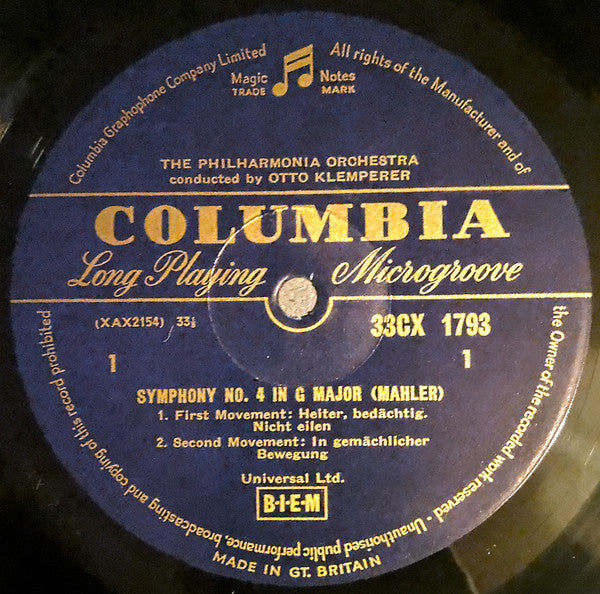 Columbia Graphophone Company Limited
All rights of the Manufacturer and of
the Owner of the recorded work reserved - Unauthorised public performance, broadcasting and copying of this record prohibited
Magic Notes
TRADE MARK
THE PHILHARMONIA ORCHESTRA
conducted by OTTO KLEMPERER
COLUMBIA
Long Playing Microgroove
(XAX2154) 33⅓
33CX 1793
1 1
SYMPHONY NO. 4 IN G MAJOR (MAHLER)
1. First Movement: Heiter, bedächtig.
Nicht eilen
2. Second Movement: In gemächlicher
Bewegung
Universal Ltd.
B·I·E·M
MADE IN GT. BRITAIN